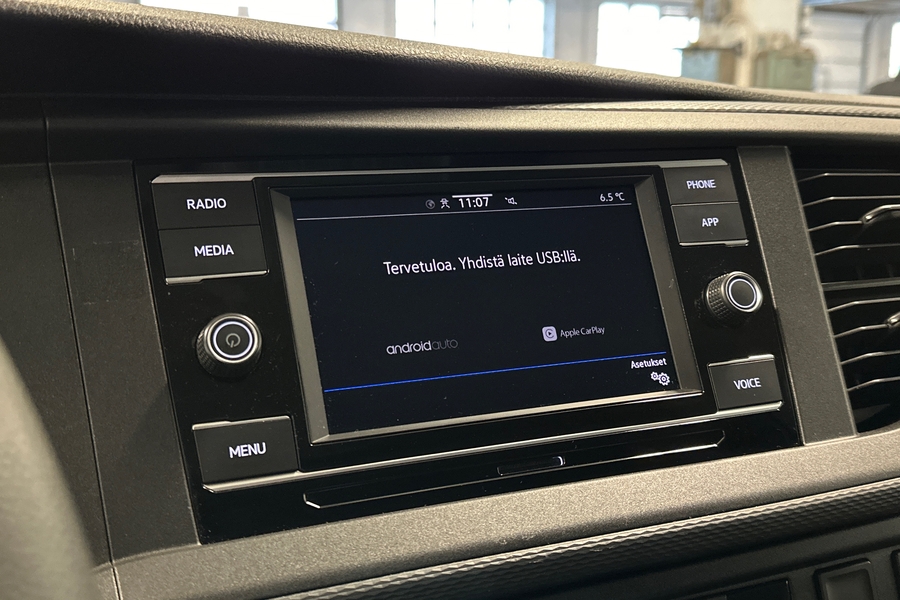 RADIO
MEDIA
MENU
11:07
6.5 °C
Tervetuloa. Yhdistä laite USB:llä.
androidauto
Apple CarPlay
Asetukset
PHONE
APP
VOICE